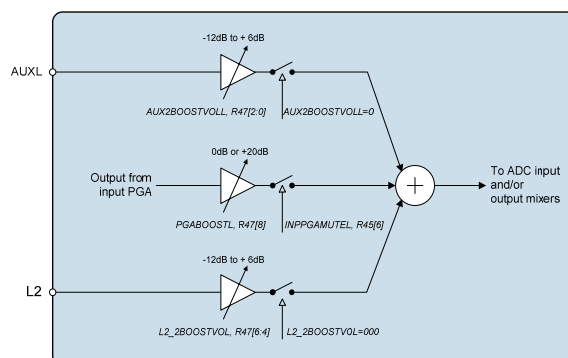 -12dB to + 6dB
AUXL
AUX2BOOSTVOLL, R47[2:0]
AUX2BOOSTVOLL=0
0dB or +20dB
Output from
input PGA
To ADC input
and/or
output mixers
PGABOOSTL, R47[8]
INPPGAMUTEL, R45[6]
-12dB to + 6dB
L2
L2_2BOOSTVOL, R47[6:4]
L2_2BOOSTV0L=000